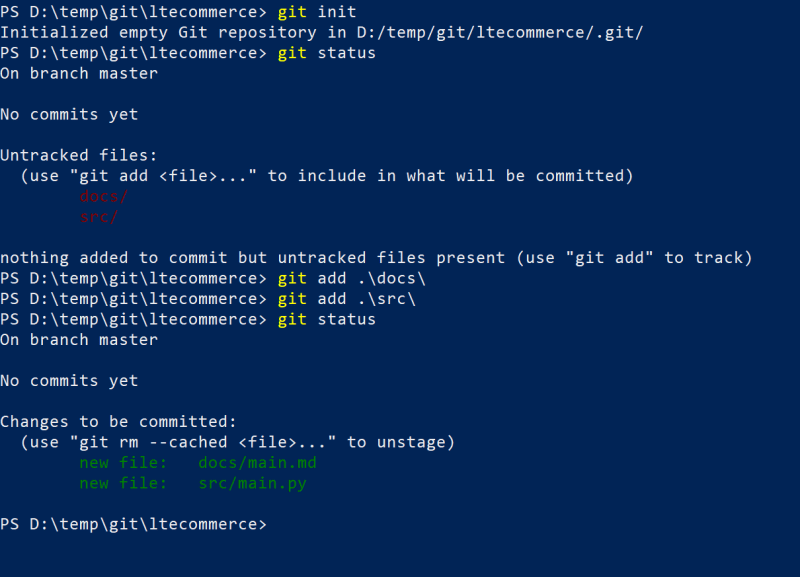 PS D:\temp\git\ltecommerce> git init
Initialized empty Git repository in D:/temp/git/ltecommerce/.git/
PS D:\temp\git\ltecommerce> git status
On branch master
No commits yet
Untracked files:
  (use "git add <file>..." to include in what will be committed)
        docs/
        src/
nothing added to commit but untracked files present (use "git add" to track)
PS D:\temp\git\ltecommerce> git add .\docs\
PS D:\temp\git\ltecommerce> git add .\src\
PS D:\temp\git\ltecommerce> git status
On branch master
No commits yet
Changes to be committed:
  (use "git rm --cached <file>..." to unstage)
        new file:   docs/main.md
        new file:   src/main.py
PS D:\temp\git\ltecommerce>